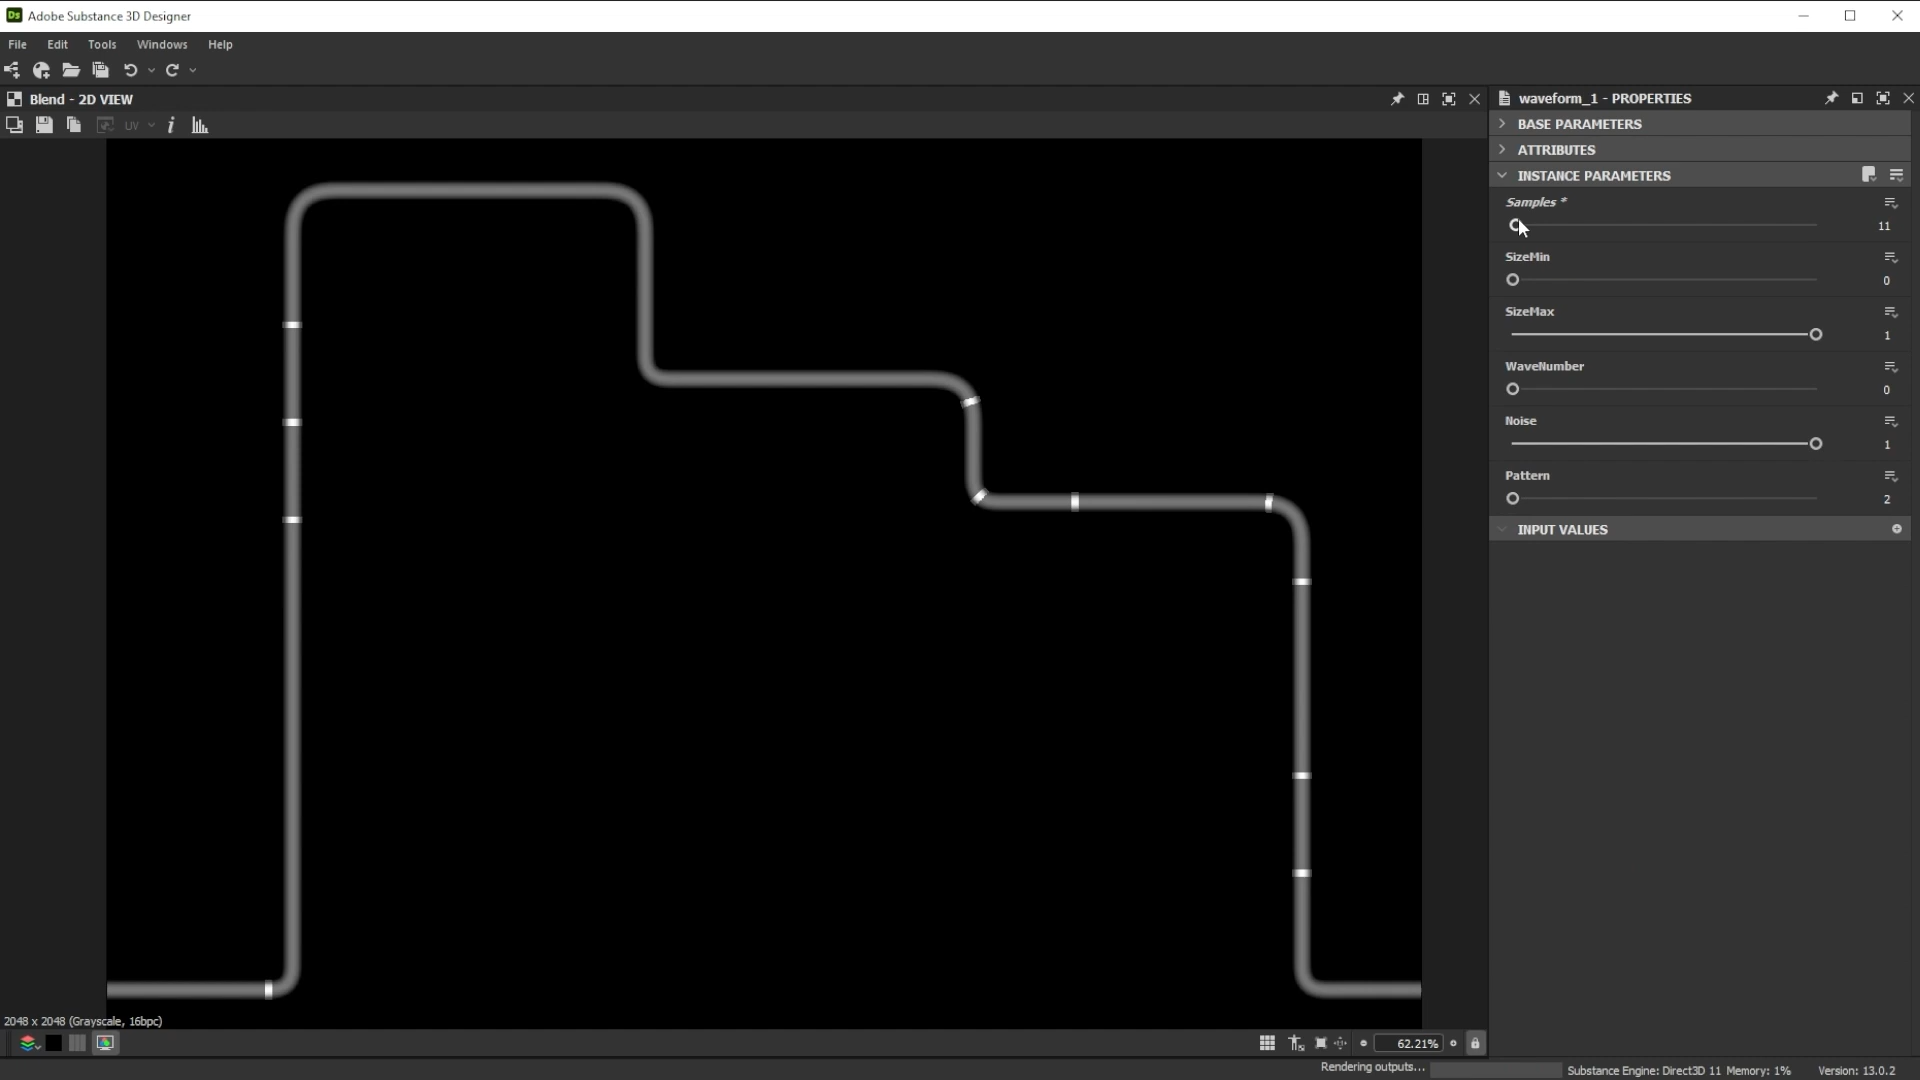 Ds Adobe Substance 3D Designer
File Edit Tools Windows Help
Blend - 2D VIEW
UV
waveform_1 - PROPERTIES
BASE PARAMETERS
ATTRIBUTES
INSTANCE PARAMETERS
Samples *
11
SizeMin
0
SizeMax
1
WaveNumber
0
Noise
1
Pattern
2
INPUT VALUES
2048 x 2048 (Grayscale, 16bpc)
62.21%
Rendering outputs... Substance Engine: Direct3D 11 Memory: 1% Version: 13.0.2